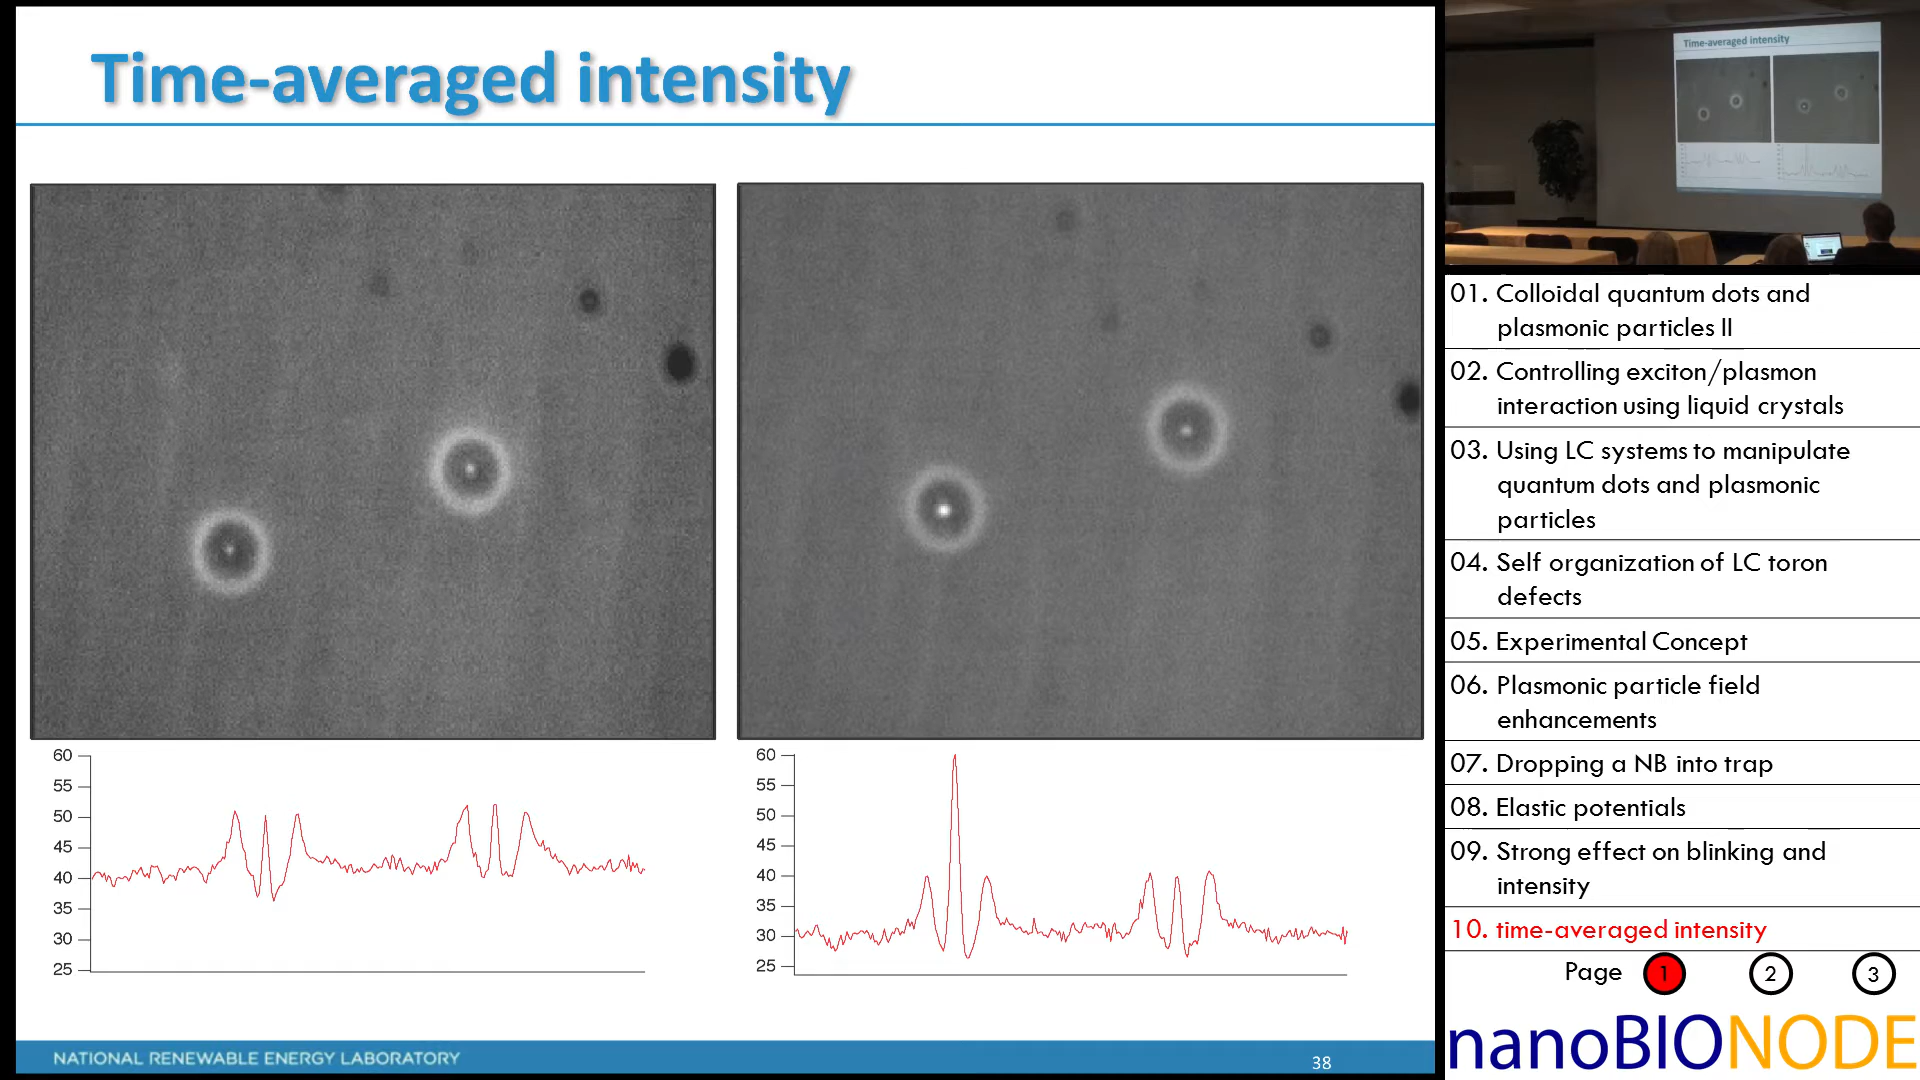 Time-averaged intensity
60
55
50
45
40
35
30
25
60
55
50
45
40
35
30
25
NATIONAL RENEWABLE ENERGY LABORATORY
38
Time-averaged intensity
01. Colloidal quantum dots and
plasmonic particles II
02. Controlling exciton/plasmon
interaction using liquid crystals
03. Using LC systems to manipulate
quantum dots and plasmonic
particles
04. Self organization of LC toron
defects
05. Experimental Concept
06. Plasmonic particle field
enhancements
07. Dropping a NB into trap
08. Elastic potentials
09. Strong effect on blinking and
intensity
10. time-averaged intensity
Page 1 2 3
nanoBIONODE